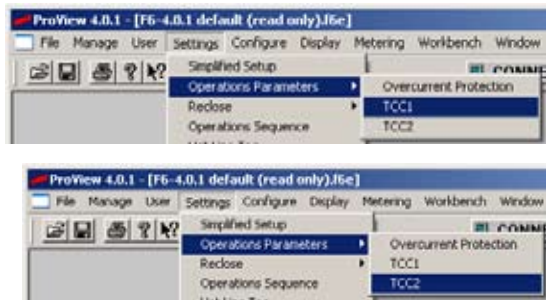 ProView 4.0.1 - [F6-4.0.1 default (read only).f6e]
File Manage User Settings Configure Display Metering Workbench Window
Simplified Setup
CONNE
Operations Parameters
Overcurrent Protection
Reclose
TCC1
Operations Sequence
TCC2
ProView 4.0.1 - [F6-4.0.1 default (read only).f6e]
File Manage User Settings Configure Display Metering Workbench Window
Simplified Setup
CONNE
Operations Parameters
Overcurrent Protection
Reclose
TCC1
Operations Sequence
TCC2